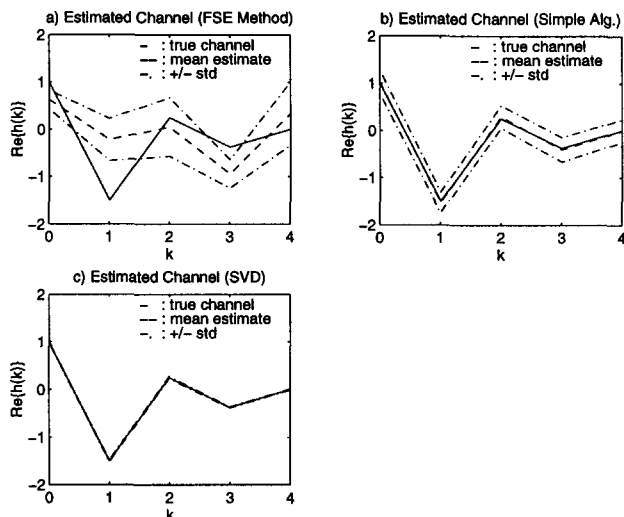 a) Estimated Channel (FSE Method)
– : true channel
— : mean estimate
–. : +/– std
Re{h(k)}
2
1
0
−1
−2
0 1 2 3 4
k
b) Estimated Channel (Simple Alg.)
– : true channel
–– : mean estimate
–. : +/– std
Re{h(k)}
2
1
0
−1
−2
0 1 2 3 4
k
c) Estimated Channel (SVD)
– : true channel
–– : mean estimate
–. : +/– std
Re{h(k)}
2
1
0
−1
−2
0 1 2 3 4
k